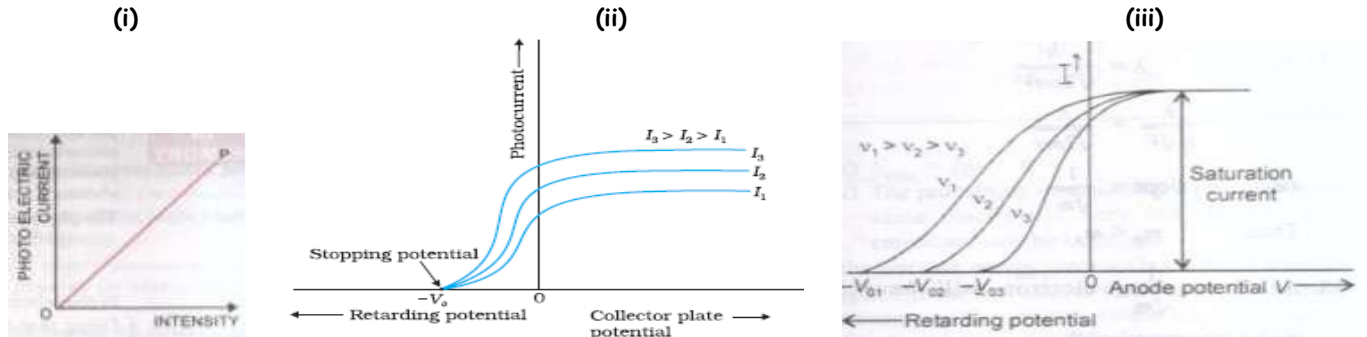 (i)
PHOTO ELECTRIC
CURRENT
P
O
INTENSITY
(ii)
Photocurrent
I₃ > I₂ > I₁
I₃
I₂
I₁
Stopping potential
−V₀
0
Retarding potential
Collector plate
potential
(iii)
I
ν₁ > ν₂ > ν₃
ν₁
ν₂
ν₃
Saturation
current
−V₀₁
−V₀₂
−V₀₃
0
Anode potential V
Retarding potential